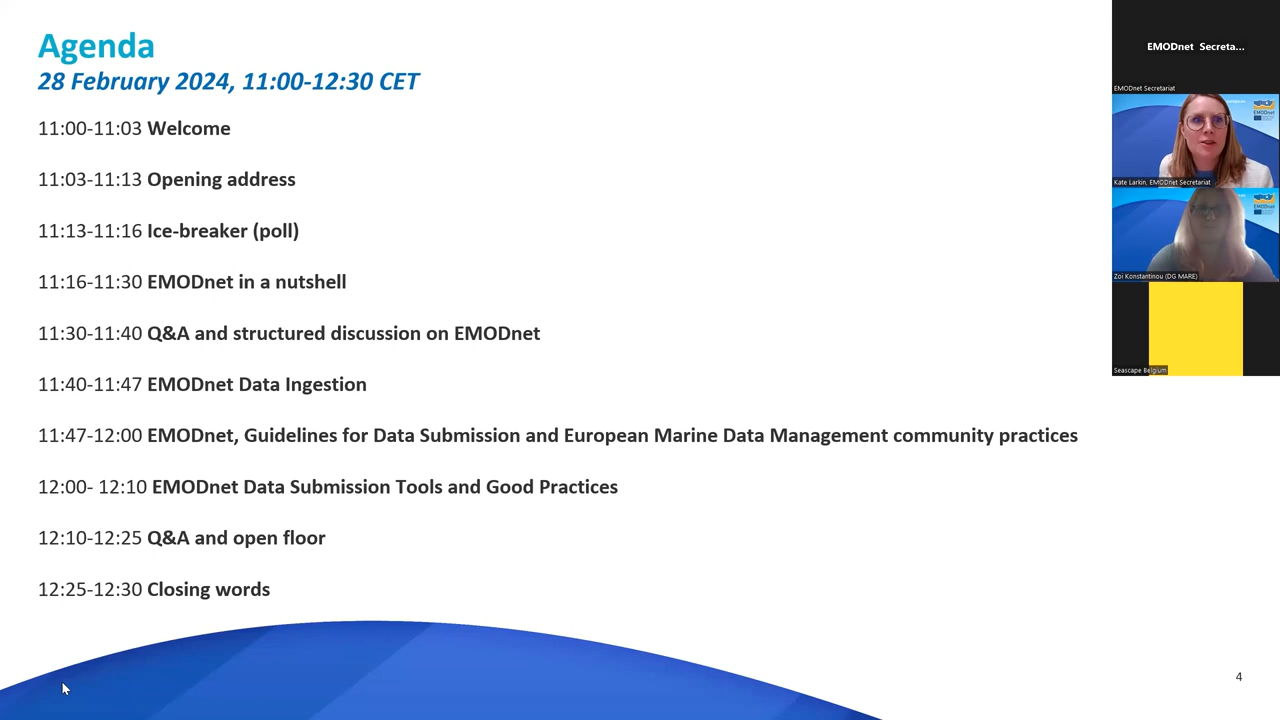 Agenda
28 February 2024, 11:00-12:30 CET
11:00-11:03 Welcome
11:03-11:13 Opening address
11:13-11:16 Ice-breaker (poll)
11:16-11:30 EMODnet in a nutshell
11:30-11:40 Q&A and structured discussion on EMODnet
11:40-11:47 EMODnet Data Ingestion
11:47-12:00 EMODnet, Guidelines for Data Submission and European Marine Data Management community practices
12:00- 12:10 EMODnet Data Submission Tools and Good Practices
12:10-12:25 Q&A and open floor
12:25-12:30 Closing words
4
EMODnet Secreta...
EMODnet Secretariat
EMODnet
Kate Larkin, EMODnet Secretariat
EMODnet
Zoi Konstantinou (DG MARE)
Seascape Belgium